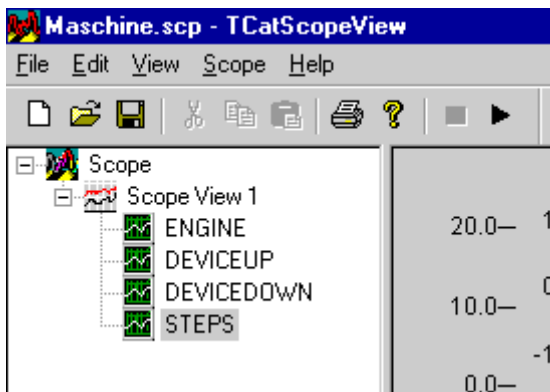 Maschine.scp - TCatScopeView
File Edit View Scope Help
Scope
Scope View 1
ENGINE
DEVICEUP
DEVICEDOWN
STEPS
20.0
10.0
0.0